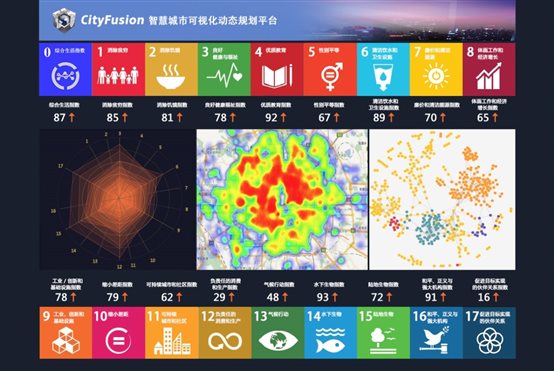 CityFusion 智慧城市可视化动态规划平台
0 综合生活指数
1 消除贫穷
2 消除饥饿
3 良好
健康与福祉
4 优质教育
5 性别平等
6 清洁饮水和
卫生设施
7 廉价和清洁
能源
8 体面工作和
经济增长
综合生活指数
87
消除贫穷指数
85
消除饥饿指数
81
良好健康福祉指数
78
优质教育指数
92
性别平等指数
67
清洁饮水和
卫生设施指数
89
廉价和清洁能源指数
70
体面工作和经济
增长指数
65
1
2
3
4
17
15
14
13
12
11
10
9
工业/创新和
基础设施指数
78
缩小差距指数
79
可持续城市和社区指数
62
负责任的消费
和生产指数
29
气候行动指数
48
水下生物指数
93
陆地生物指数
72
和平、正义与
强大机构指数
91
促进目标实现
的伙伴关系指数
16
9 工业、创新和
基础设施
10 缩小差距
11 可持续
城市和社区
12 负责任的
消费和生产
13 气候行动
14 水下生物
15 陆地生物
16 和平、正义与
强大机构
17 促进目标实现
的伙伴关系